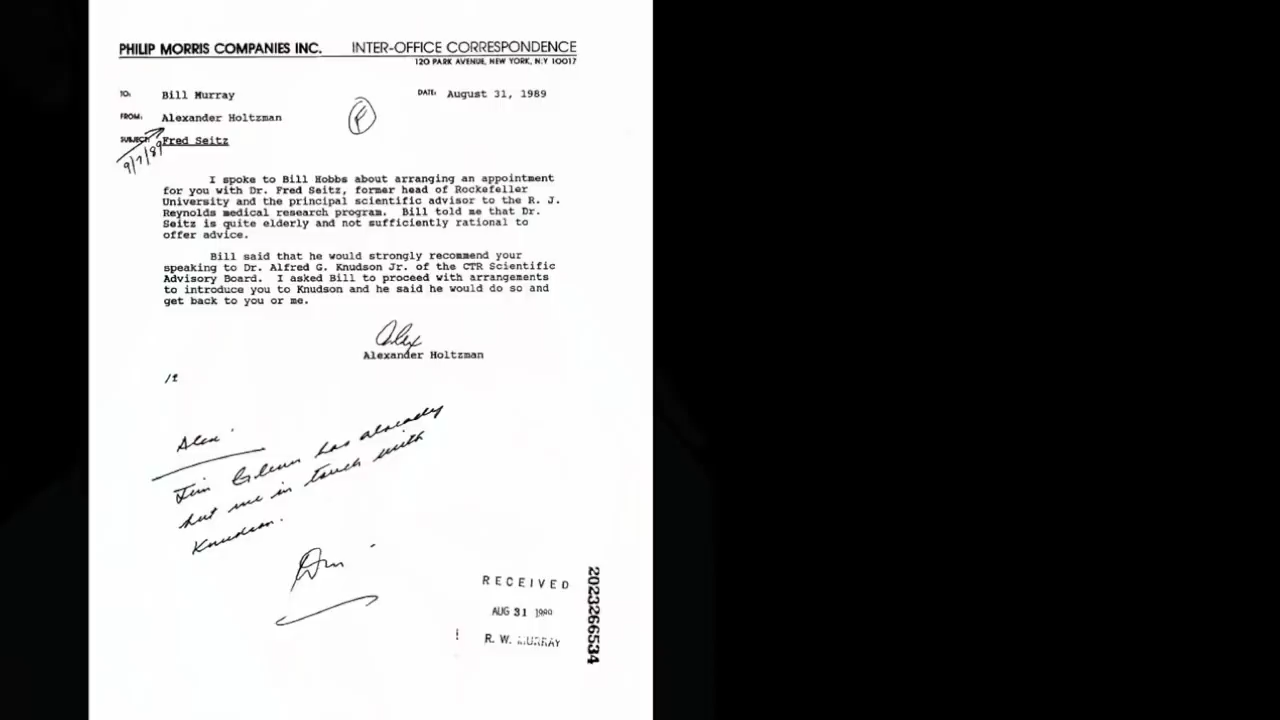 PHILIP MORRIS COMPANIES INC. INTER-OFFICE CORRESPONDENCE
120 PARK AVENUE, NEW YORK, N.Y. 10017
TO: Bill Murray DATE: August 31, 1989
FROM: Alexander Holtzman
SUBJECT: Fred Seitz
9/7/89
I spoke to Bill Hobbs about arranging an appointment
for you with Dr. Fred Seitz, former head of Rockefeller
University and the principal scientific advisor to the R. J.
Reynolds medical research program. Bill told me that Dr.
Seitz is quite elderly and not sufficiently rational to
offer advice.
Bill said that he would strongly recommend your
speaking to Dr. Alfred G. Knudson Jr. of the CTR Scientific
Advisory Board. I asked Bill to proceed with arrangements
to introduce you to Knudson and he said he would do so and
get back to you or me.
Alex
Alexander Holtzman
Alex
Jim Glenn has already
put me in touch with
Knudson.
RECEIVED
AUG 31 1989
R. W. MURRAY
2023266534